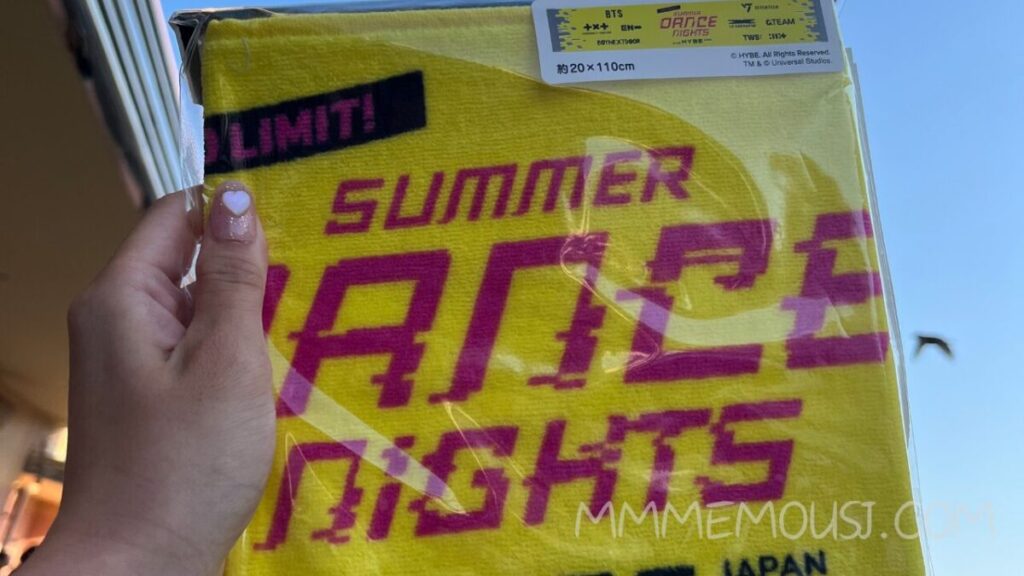 BTS
EN-
BOYNEXTDOOR
SUMMER
DANCE
NIGHTS
HYBE
&TEAM
TWS
約20×110cm
© HYBE. All Rights Reserved.
TM & © Universal Studios.
LIMIT!
SUMMER
DANCE
NIGHTS
JAPAN
MMMEMOUSJ.COM